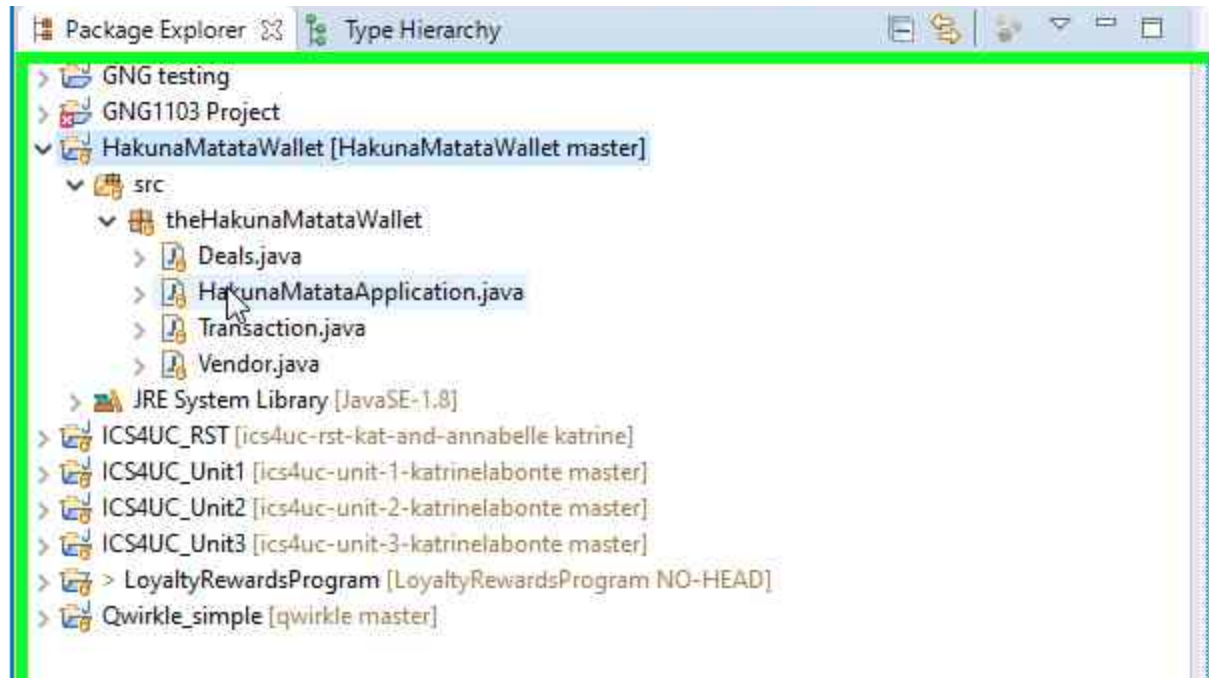 Package Explorer Type Hierarchy
GNG testing
GNG1103 Project
HakunaMatataWallet [HakunaMatataWallet master]
src
theHakunaMatataWallet
Deals.java
HakunaMatataApplication.java
Transaction.java
Vendor.java
JRE System Library [JavaSE-1.8]
ICS4UC_RST [ics4uc-rst-kat-and-annabelle katrine]
ICS4UC_Unit1 [ics4uc-unit-1-katrinelabonte master]
ICS4UC_Unit2 [ics4uc-unit-2-katrinelabonte master]
ICS4UC_Unit3 [ics4uc-unit-3-katrinelabonte master]
> LoyaltyRewardsProgram [LoyaltyRewardsProgram NO-HEAD]
Qwirkle_simple [qwirkle master]